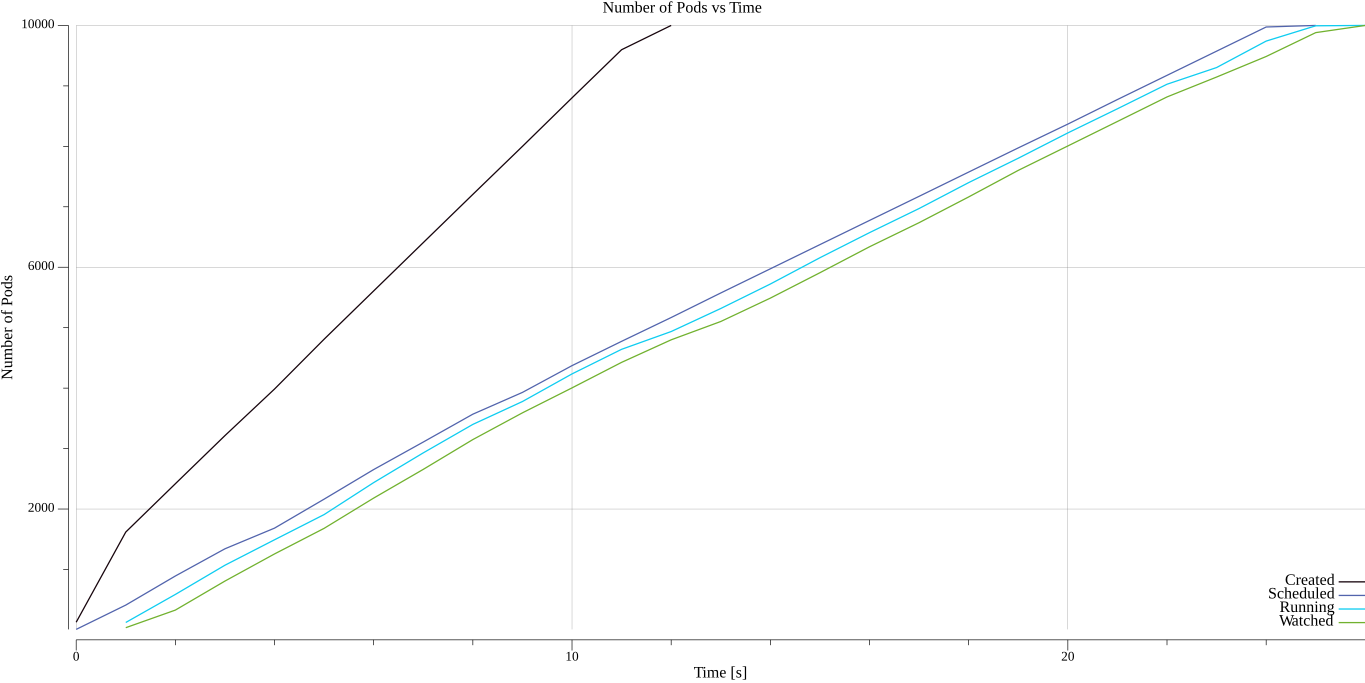 Number of Pods vs Time
10000
6000
2000
Number of Pods
Created
Scheduled
Running
Watched
0
10
20
Time [s]